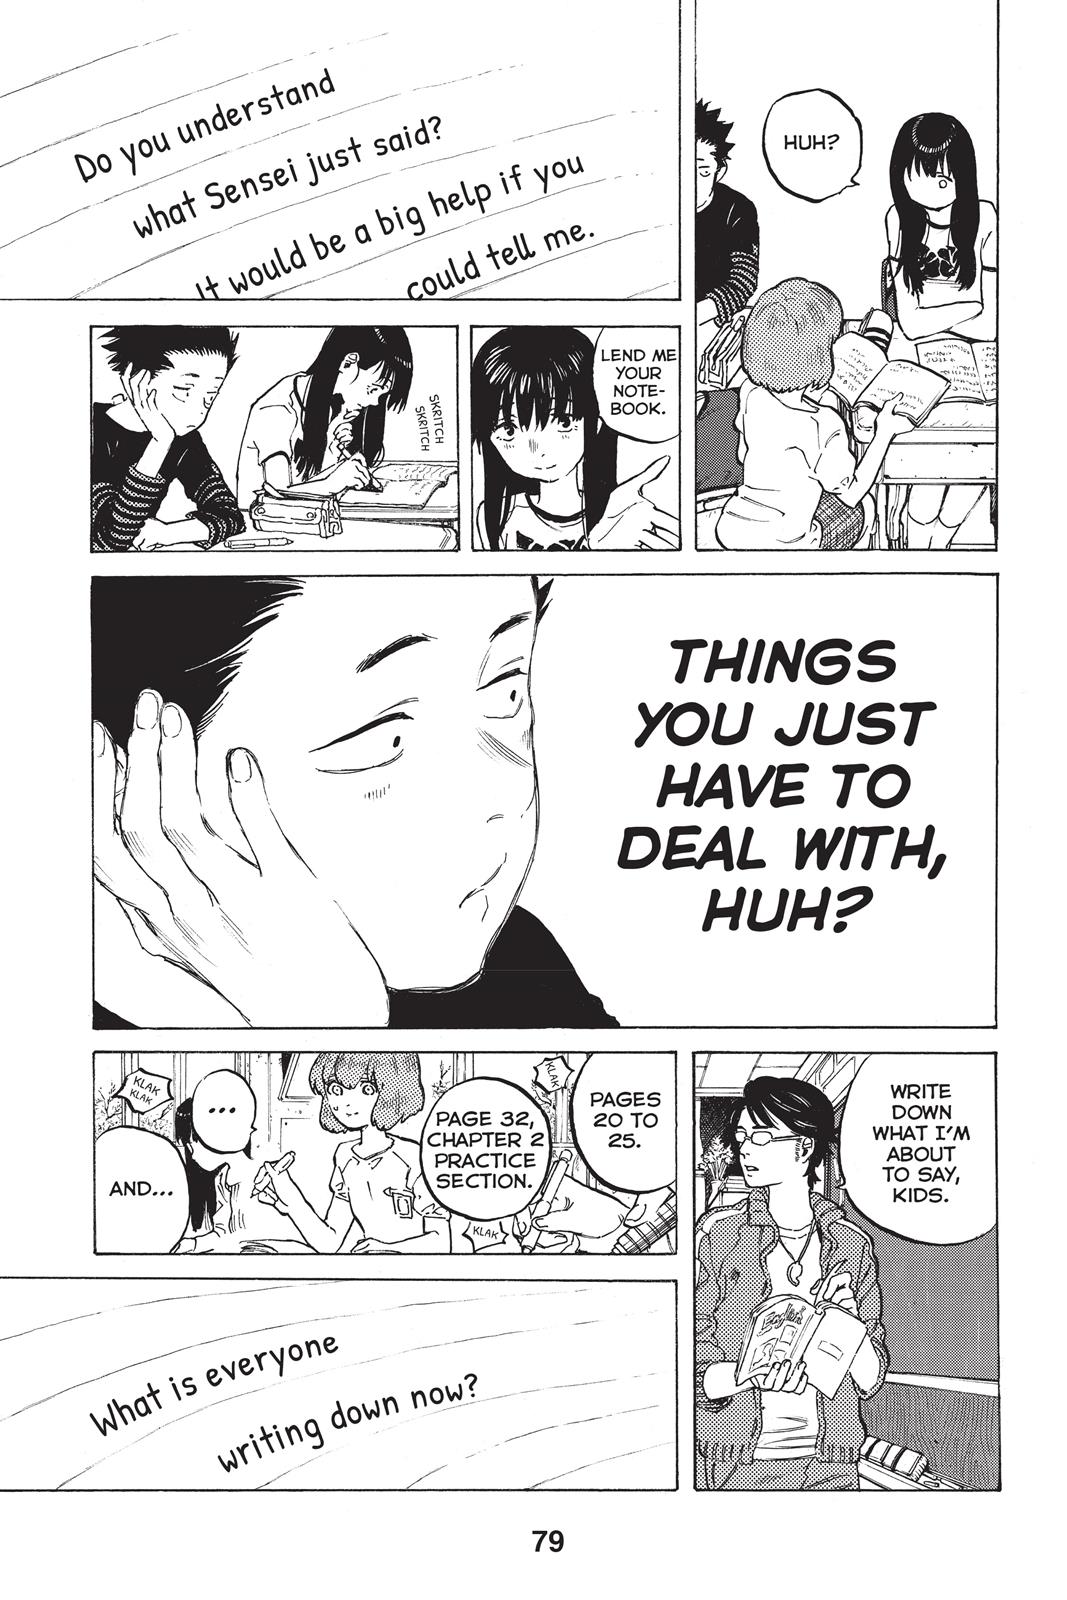 HUH?
Do you understand
what Sensei just said?
It would be a big help if you
could tell me.
LEND ME
YOUR
NOTE-
BOOK.
SKRITCH
SKRITCH
THINGS
YOU JUST
HAVE TO
DEAL WITH,
HUH?
WRITE
DOWN
WHAT I'M
ABOUT
TO SAY,
KIDS.
English
PAGES
20 TO
25.
KLAK
KLAK
PAGE 32,
CHAPTER 2
PRACTICE
SECTION.
KLAK
...
KLAK
KLAK
AND...
What is everyone
writing down now?
79